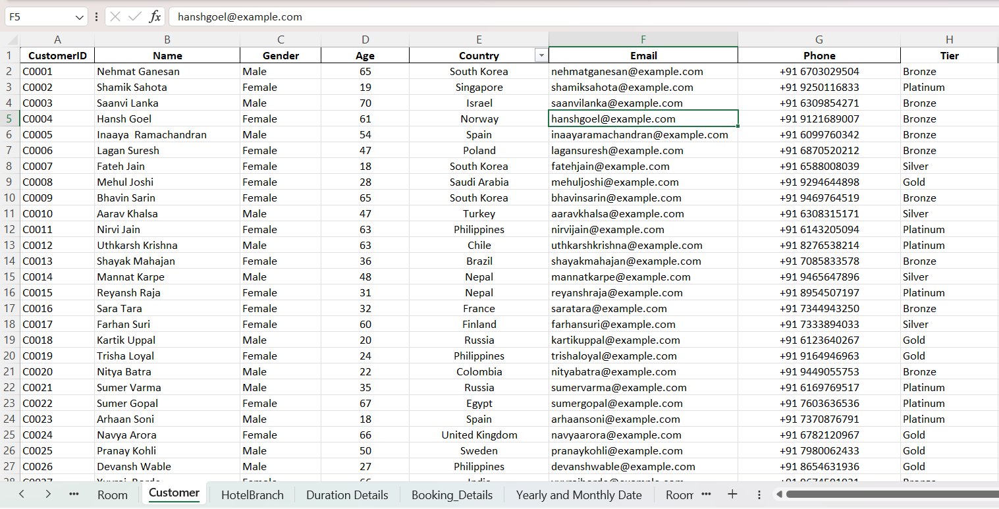 F5 fx hanshgoel@example.com
A B C D E F G H
1 CustomerID Name Gender Age Country Email Phone Tier
2 C0001 Nehmat Ganesan Male 65 South Korea nehmatganesan@example.com +91 6703029504 Bronze
3 C0002 Shamik Sahota Female 19 Singapore shamiksahota@example.com +91 9250116833 Platinum
4 C0003 Saanvi Lanka Male 70 Israel saanvilanka@example.com +91 6309854271 Bronze
5 C0004 Hansh Goel Female 61 Norway hanshgoel@example.com +91 9121689007 Bronze
6 C0005 Inaaya  Ramachandran Male 54 Spain inaayaramachandran@example.com +91 6099760342 Bronze
7 C0006 Lagan Suresh Female 47 Poland lagansuresh@example.com +91 6870520212 Bronze
8 C0007 Fateh Jain Female 18 South Korea fatehjain@example.com +91 6588008039 Silver
9 C0008 Mehul Joshi Female 28 Saudi Arabia mehuljoshi@example.com +91 9294644898 Gold
10 C0009 Bhavin Sarin Female 65 South Korea bhavinsarin@example.com +91 9469764519 Bronze
11 C0010 Aarav Khalsa Male 47 Turkey aaravkhalsa@example.com +91 6308315171 Silver
12 C0011 Nirvi Jain Female 63 Philippines nirvijain@example.com +91 6143205094 Platinum
13 C0012 Uthkarsh Krishna Male 63 Chile uthkarshkrishna@example.com +91 8276538214 Platinum
14 C0013 Shayak Mahajan Female 36 Brazil shayakmahajan@example.com +91 7085833578 Bronze
15 C0014 Mannat Karpe Male 48 Nepal mannatkarpe@example.com +91 9465647896 Silver
16 C0015 Reyansh Raja Female 31 Nepal reyanshraja@example.com +91 8954507197 Platinum
17 C0016 Sara Tara Female 32 France saratara@example.com +91 7344943250 Bronze
18 C0017 Farhan Suri Female 60 Finland farhansuri@example.com +91 7333894033 Silver
19 C0018 Kartik Uppal Male 20 Russia kartikuppal@example.com +91 6123640267 Gold
20 C0019 Trisha Loyal Female 24 Philippines trishaloyal@example.com +91 9164946963 Gold
21 C0020 Nitya Batra Male 22 Colombia nityabatra@example.com +91 9449055753 Bronze
22 C0021 Sumer Varma Male 35 Russia sumervarma@example.com +91 6169769517 Platinum
23 C0022 Sumer Gopal Female 67 Egypt sumergopal@example.com +91 7603636536 Platinum
24 C0023 Arhaan Soni Male 18 Spain arhaansoni@example.com +91 7370876791 Platinum
25 C0024 Navya Arora Female 66 United Kingdom navyaarora@example.com +91 6782120967 Gold
26 C0025 Pranay Kohli Male 50 Sweden pranaykohli@example.com +91 7980062433 Gold
27 C0026 Devansh Wable Male 27 Philippines devanshwable@example.com +91 8654631936 Gold
Room Customer HotelBranch Duration Details Booking_Details Yearly and Monthly Date Room